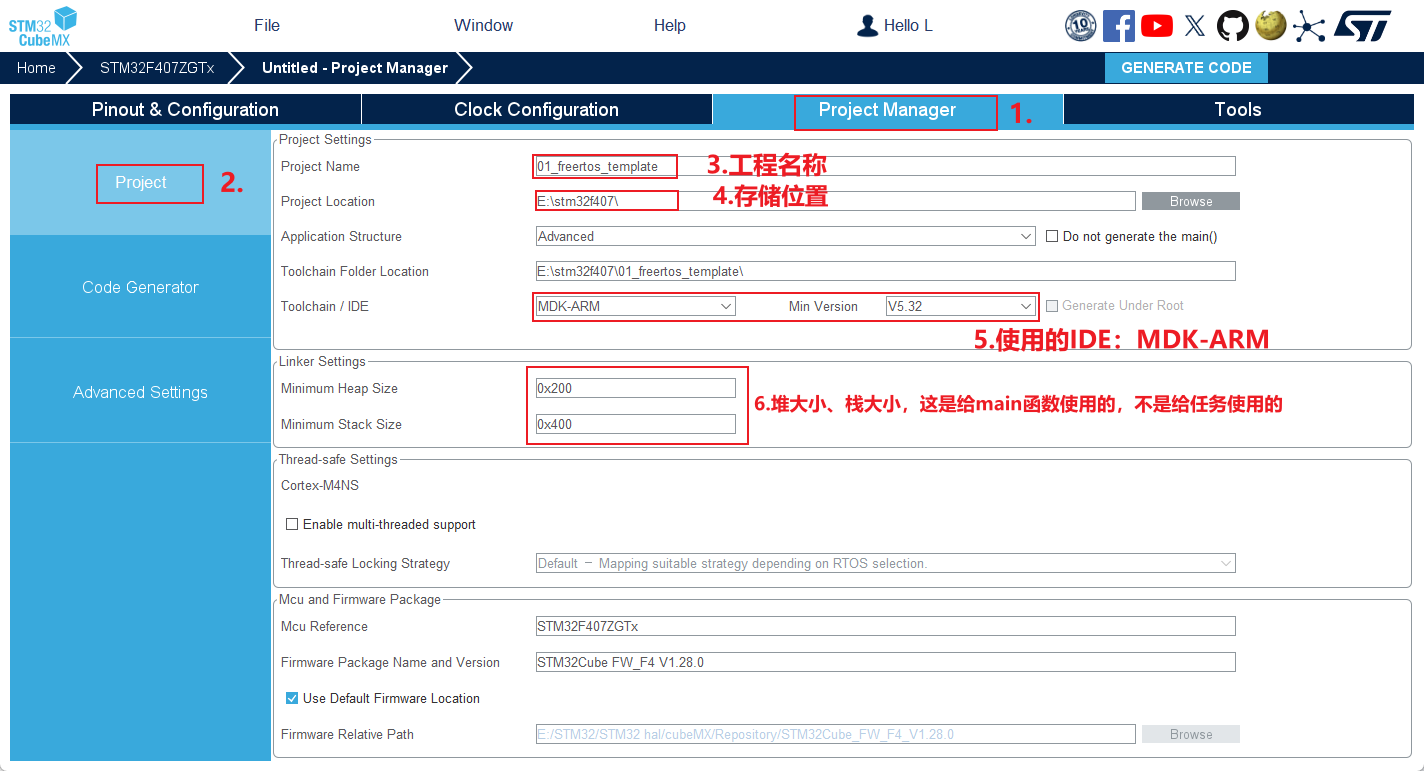 STM32
CubeMX
File
Window
Help
Hello L
10
Home
STM32F407ZGTx
Untitled - Project Manager
GENERATE CODE
Pinout & Configuration
Clock Configuration
Project Manager
1.
Tools
Project
2.
Code Generator
Advanced Settings
Project Settings
Project Name
01_freertos_template
3.工程名称
Project Location
E:\stm32f407\
4.存储位置
Browse
Application Structure
Advanced
Do not generate the main()
Toolchain Folder Location
E:\stm32f407\01_freertos_template\
Toolchain / IDE
MDK-ARM
Min Version
V5.32
Generate Under Root
5.使用的IDE：MDK-ARM
Linker Settings
Minimum Heap Size
0x200
6.堆大小、栈大小，这是给main函数使用的，不是给任务使用的
Minimum Stack Size
0x400
Thread-safe Settings
Cortex-M4NS
Enable multi-threaded support
Thread-safe Locking Strategy
Default － Mapping suitable strategy depending on RTOS selection.
Mcu and Firmware Package
Mcu Reference
STM32F407ZGTx
Firmware Package Name and Version
STM32Cube FW_F4 V1.28.0
Use Default Firmware Location
Firmware Relative Path
E:/STM32/STM32 hal/cubeMX/Repository/STM32Cube_FW_F4_V1.28.0
Browse